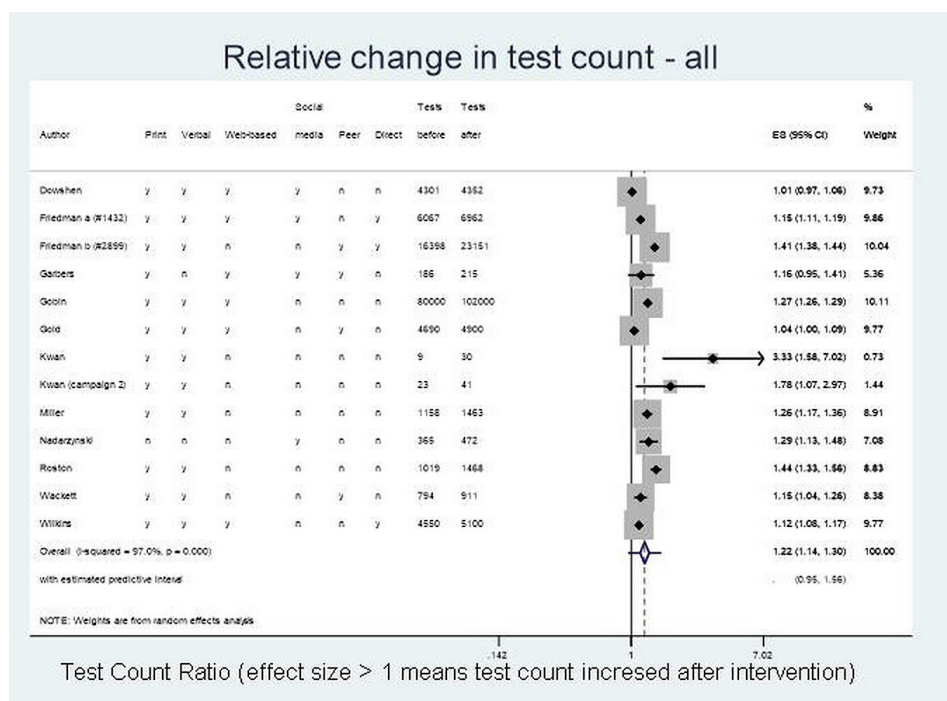 Relative change in test count - all
Social Tests Tests %
Author Print Verbal Web-based media Peer Direct before after ES (95% CI) Weight
Dowshen y y y y n n 4301 4352 1.01 (0.97, 1.06) 9.73
Friedman a (#1432) y y y y n y 6067 6962 1.15 (1.11, 1.19) 9.86
Friedman b (#2899) y y n n y y 16398 23151 1.41 (1.38, 1.44) 10.04
Garbers y n y y y n 186 215 1.16 (0.95, 1.41) 5.36
Gobin y y y n n n 80000 102000 1.27 (1.26, 1.29) 10.11
Gold y y y n y n 4690 4900 1.04 (1.00, 1.09) 9.77
Kwan y y n n n n 9 30 3.33 (1.58, 7.02) 0.73
Kwan (campaign 2) y y n n n n 23 41 1.78 (1.07, 2.97) 1.44
Miller y y n n n n 1158 1463 1.26 (1.17, 1.36) 8.91
Nadarzynski n n n y n n 365 472 1.29 (1.13, 1.48) 7.08
Roston y y n n n n 1019 1468 1.44 (1.33, 1.56) 8.83
Wackett y y n n y n 794 911 1.15 (1.04, 1.26) 8.38
Wilkins y y y n n y 4550 5100 1.12 (1.08, 1.17) 9.77
Overall (I-squared = 97.0%, p = 0.000) 1.22 (1.14, 1.30) 100.00
with estimated predictive interval . (0.95, 1.56)
NOTE: Weights are from random effects analysis
.142 1 7.02
Test Count Ratio (effect size > 1 means test count incresed after intervention)